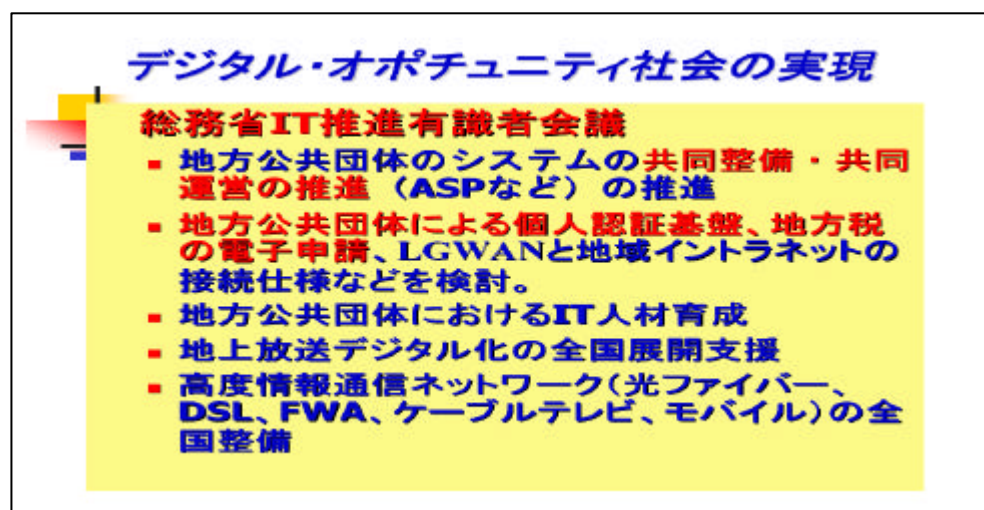 デジタル・オポチュニティ社会の実現
総務省IT推進有識者会議
地方公共団体のシステムの共同整備・共同
運営の推進（ASPなど）の推進
地方公共団体による個人認証基盤、地方税
の電子申請、LGWANと地域イントラネットの
接続仕様などを検討。
地方公共団体におけるIT人材育成
地上放送デジタル化の全国展開支援
高度情報通信ネットワーク（光ファイバー、
DSL、FWA、ケーブルテレビ、モバイル）の全
国整備